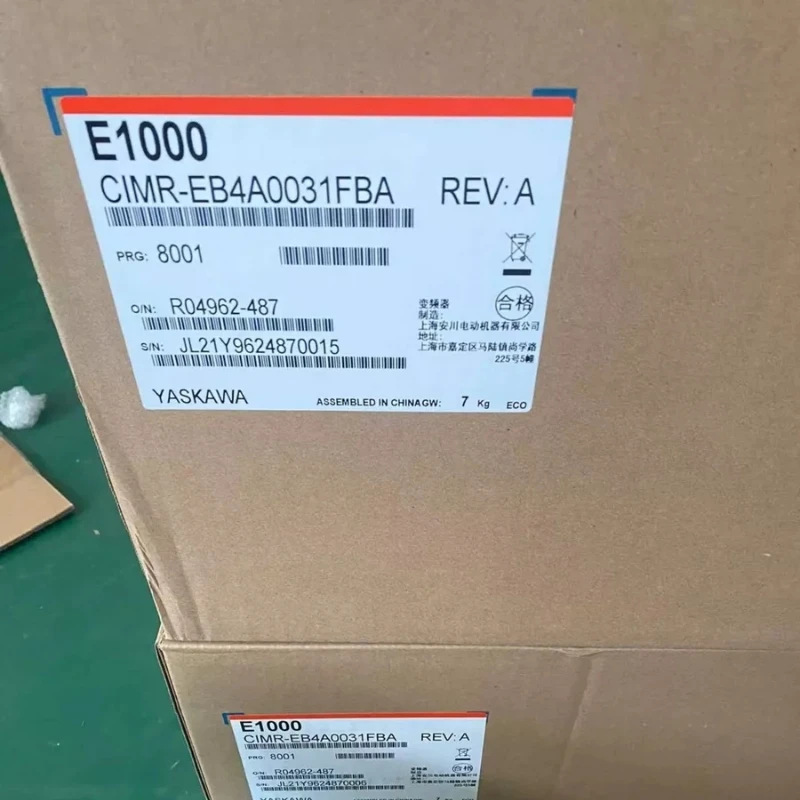 E1000
CIMR-EB4A0031FBA REV: A
PRG: 8001
O/N: R04962-487
S/N: JL21Y9624870015
合格
变频器
制造:
上海安川电动机器有限公司
地址:
上海市嘉定区马陆镇尚学路
225号5幢
YASKAWA ASSEMBLED IN CHINA GW: 7 Kg ECO
E1000
CIMR-EB4A0031FBA REV: A
PRG: 8001
O/N: R04962-487
S/N: JL21Y9624870006
合格
YASKAWA